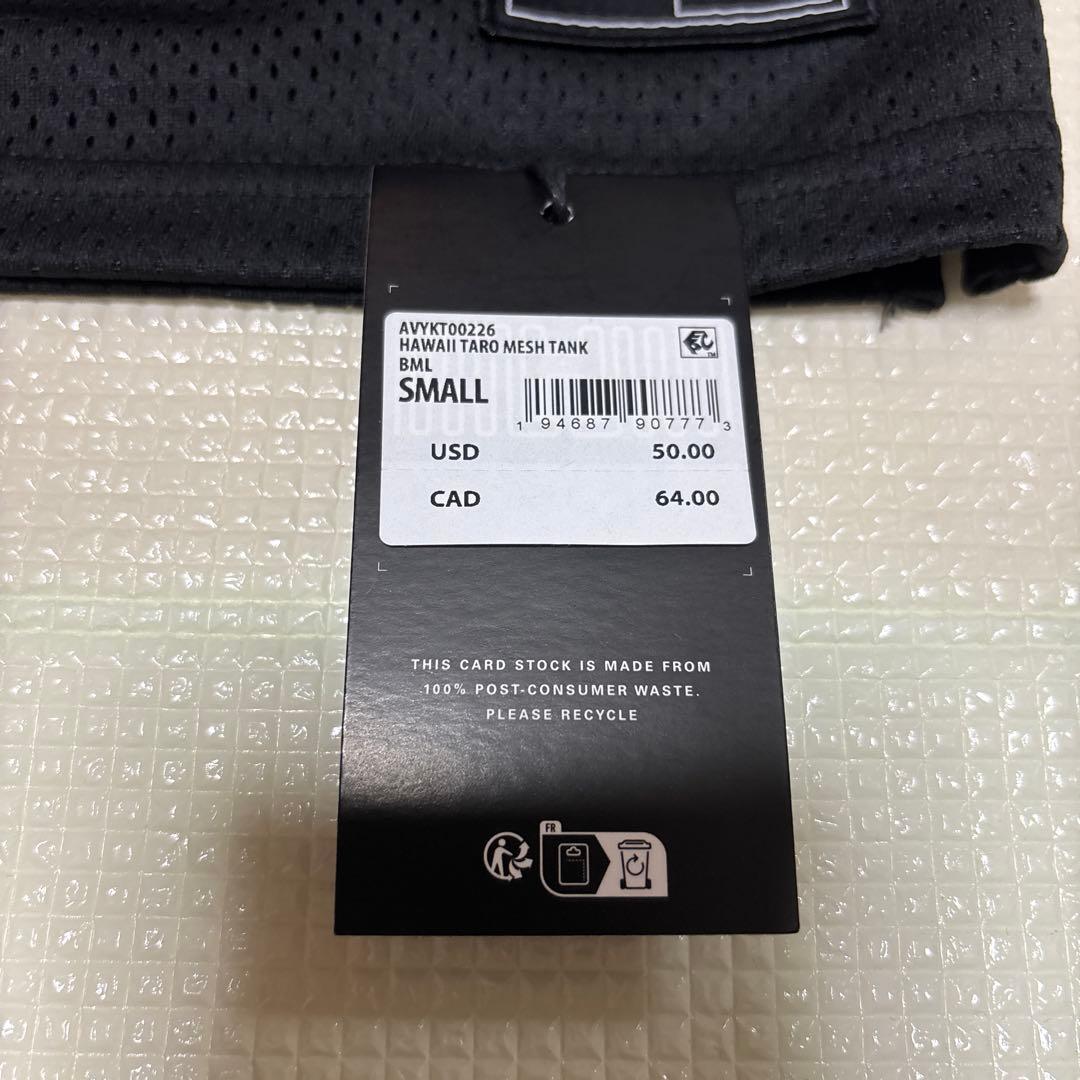 AVYKT00226
HAWAII TARO MESH TANK
BML
SMALL
1 94687 90777 3
USD 50.00
CAD 64.00
THIS CARD STOCK IS MADE FROM
100% POST-CONSUMER WASTE.
PLEASE RECYCLE
FR